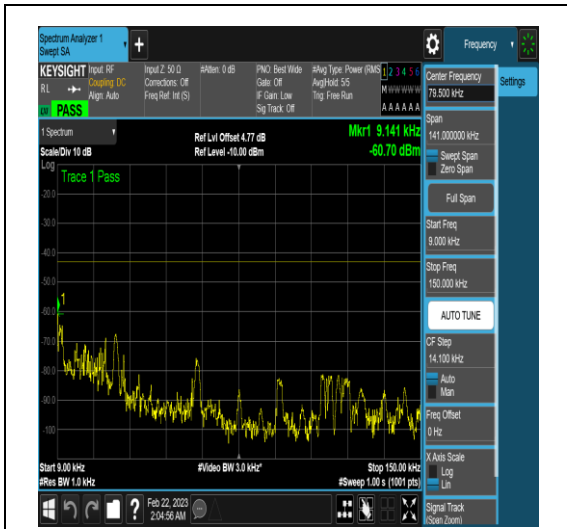 Spectrum Analyzer 1
Swept SA
+
Frequency
KEYSIGHT
RL
PASS
Input: RF
Coupling: DC
Align: Auto
Input Z: 50 Ω
Corrections: Off
Freq Ref: Int (S)
#Atten: 0 dB
PNO: Best Wide
Gate: Off
IF Gain: Low
Sig Track: Off
#Avg Type: Power (RMS
Avg|Hold: 5/5
Trig: Free Run
1 2 3 4 5 6
M W W W W W
A A A A A A
Settings
Center Frequency
79.500 kHz
Span
141.000000 kHz
Swept Span
Zero Span
Full Span
Start Freq
9.000 kHz
Stop Freq
150.000 kHz
AUTO TUNE
CF Step
14.100 kHz
Auto
Man
Freq Offset
0 Hz
X Axis Scale
Log
Lin
Signal Track
(Span Zoom)
1 Spectrum
Scale/Div 10 dB
Ref Lvl Offset 4.77 dB
Ref Level -10.00 dBm
Mkr1 9.141 kHz
-60.70 dBm
Log
Trace 1 Pass
-20.0
-30.0
-40.0
-50.0
1
-60.0
-70.0
-80.0
-90.0
-100
Start 9.00 kHz
#Video BW 3.0 kHz*
Stop 150.00 kHz
#Res BW 1.0 kHz
#Sweep 1.00 s (1001 pts)
?
Feb 22, 2023
2:04:56 AM